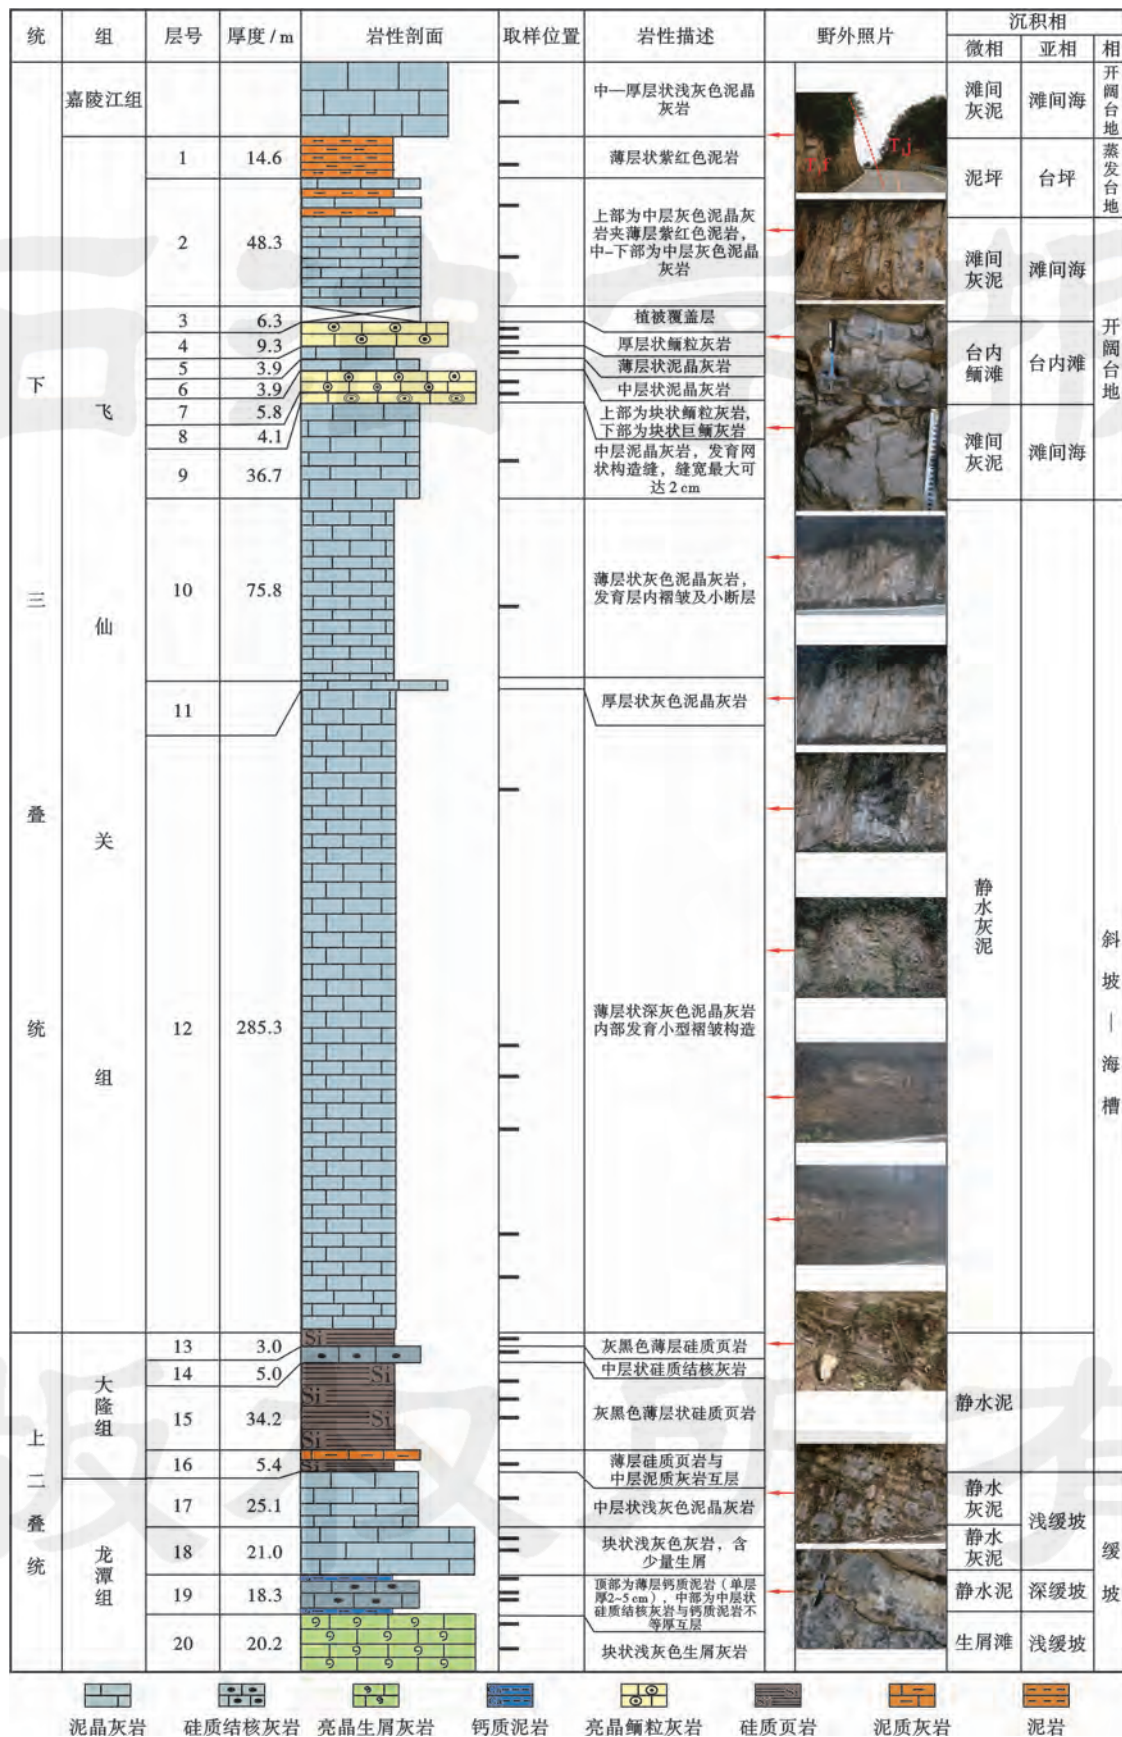 统 组 层号 厚度/m 岩性剖面 取样位置 岩性描述 野外照片 沉积相
微相 亚相 相
下三叠统
上二叠统
嘉陵江组
飞仙关组
大隆组
龙潭组
中—厚层状浅灰色泥晶
灰岩
1 14.6 薄层状紫红色泥岩
2 48.3 上部为中层灰色泥晶灰
岩夹薄层紫红色泥岩,
中–下部为中层灰色泥晶
灰岩
3 6.3 植被覆盖层
4 9.3 厚层状鲕粒灰岩
5 3.9 薄层状泥晶灰岩
6 3.9 中层状泥晶灰岩
7 5.8 上部为块状鲕粒灰岩,
8 4.1 下部为块状巨鲕灰岩
9 36.7 中层泥晶灰岩, 发育网
状构造缝, 缝宽最大可
达2 cm
10 75.8 薄层状灰色泥晶灰岩,
发育层内褶皱及小断层
11 厚层状灰色泥晶灰岩
12 285.3 薄层状深灰色泥晶灰岩
内部发育小型褶皱构造
13 3.0 灰黑色薄层硅质页岩
14 5.0 中层状硅质结核灰岩
15 34.2 灰黑色薄层状硅质页岩
16 5.4 薄层硅质页岩与
中层泥质灰岩互层
17 25.1 中层状浅灰色泥晶灰岩
18 21.0 块状浅灰色灰岩, 含
少量生屑
19 18.3 顶部为薄层钙质泥岩(单层
厚2~5 cm), 中部为中层状
硅质结核灰岩与钙质泥岩不
等厚互层
20 20.2 块状浅灰色生屑灰岩
Si
Si
Si
Si
Si
Si
T₁f T₁j
滩间灰泥 滩间海 开阔台地
泥坪 台坪 蒸发台地
滩间灰泥 滩间海
台内鲕滩 台内滩 开阔台地
滩间灰泥 滩间海
静水灰泥 斜坡—海槽
静水泥
静水灰泥 浅缓坡 缓坡
静水灰泥
静水泥 深缓坡
生屑滩 浅缓坡
Si
泥晶灰岩 硅质结核灰岩 亮晶生屑灰岩 钙质泥岩 亮晶鲕粒灰岩 硅质页岩 泥质灰岩 泥岩
版权所有